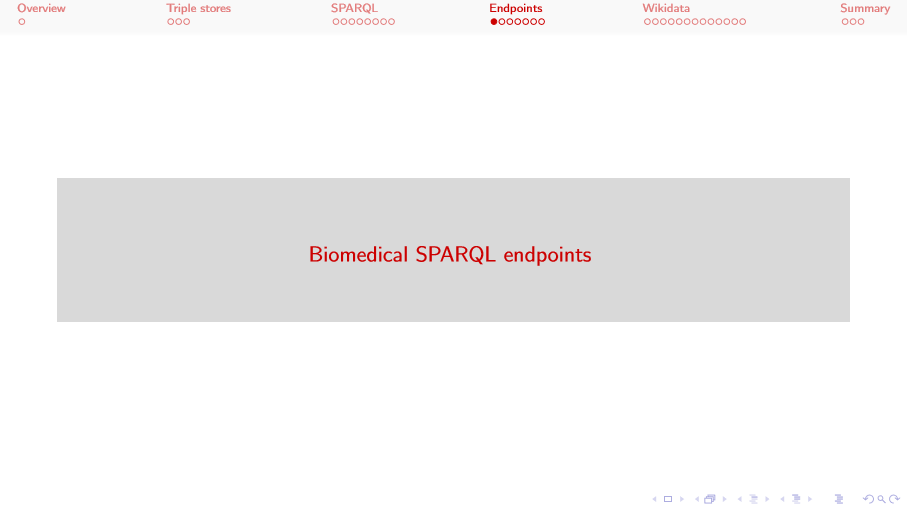 Overview Triple stores SPARQL Endpoints Wikidata Summary
Biomedical SPARQL endpoints